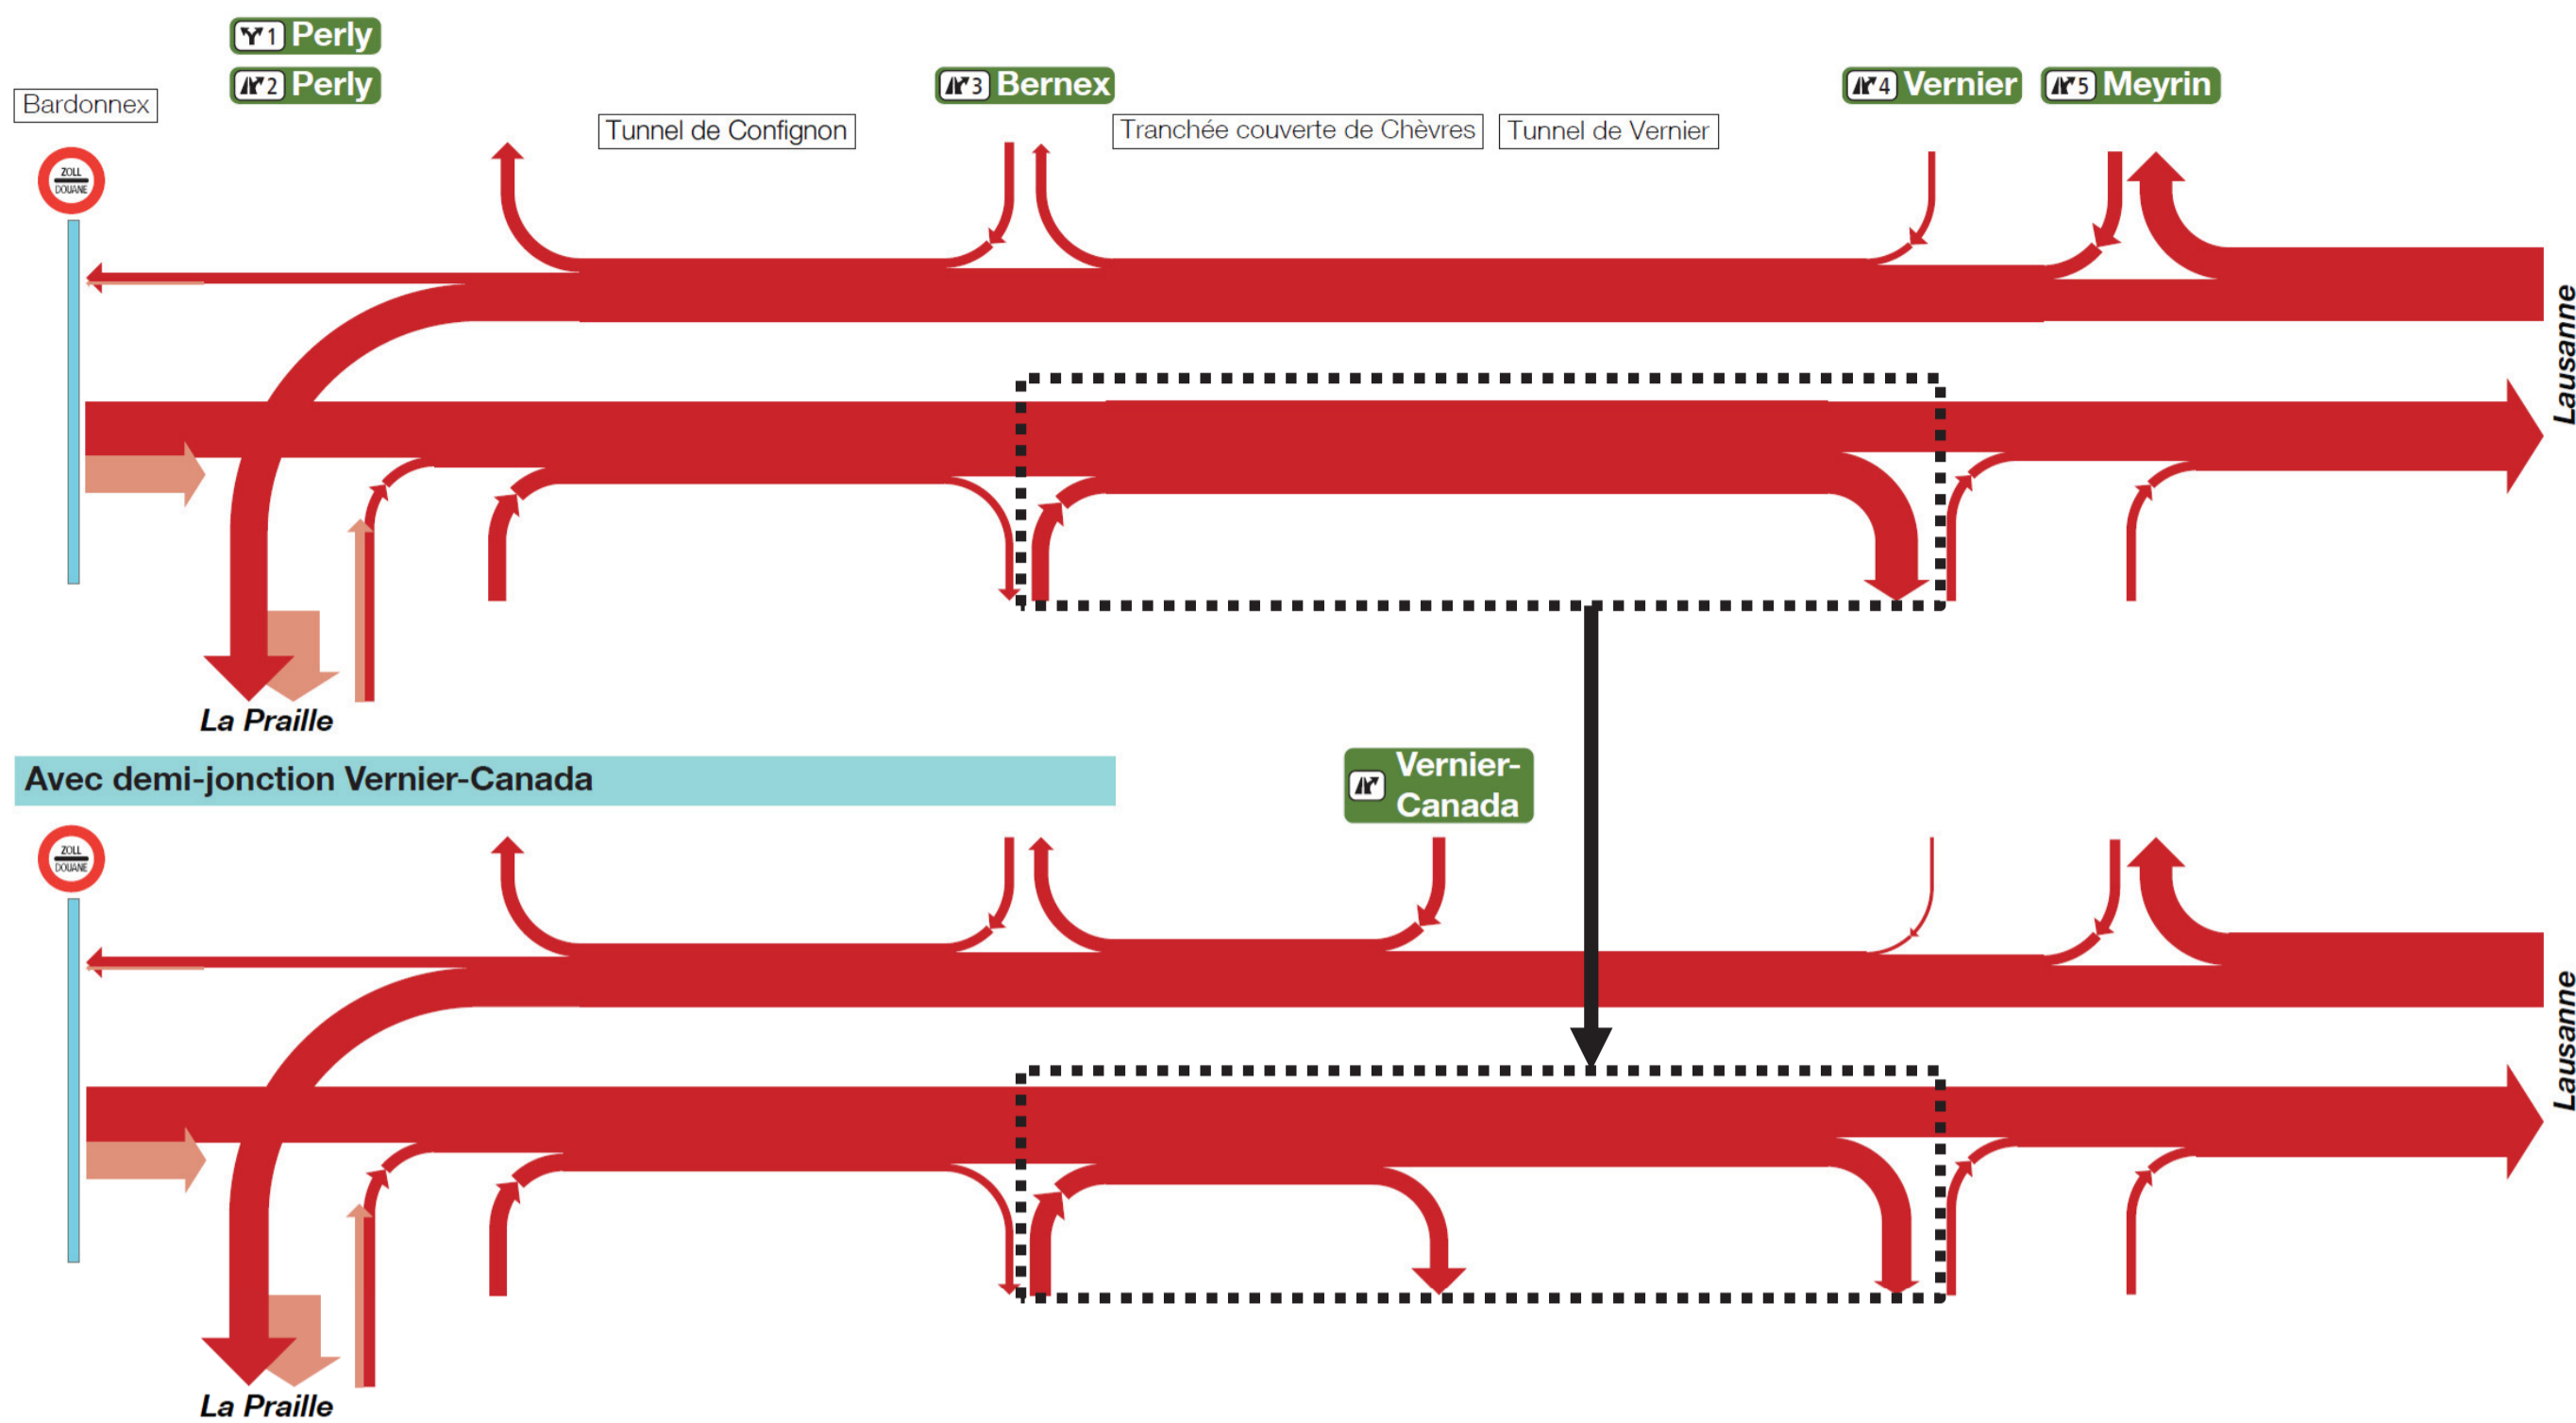 1 Perly
2 Perly
3 Bernex
4 Vernier
5 Meyrin
Bardonnex
Tunnel de Confignon
Tranchée couverte de Chèvres
Tunnel de Vernier
ZOLL
DOUANE
Lausanne
La Praille
Avec demi-jonction Vernier-Canada
Vernier-
Canada
ZOLL
DOUANE
Lausanne
La Praille